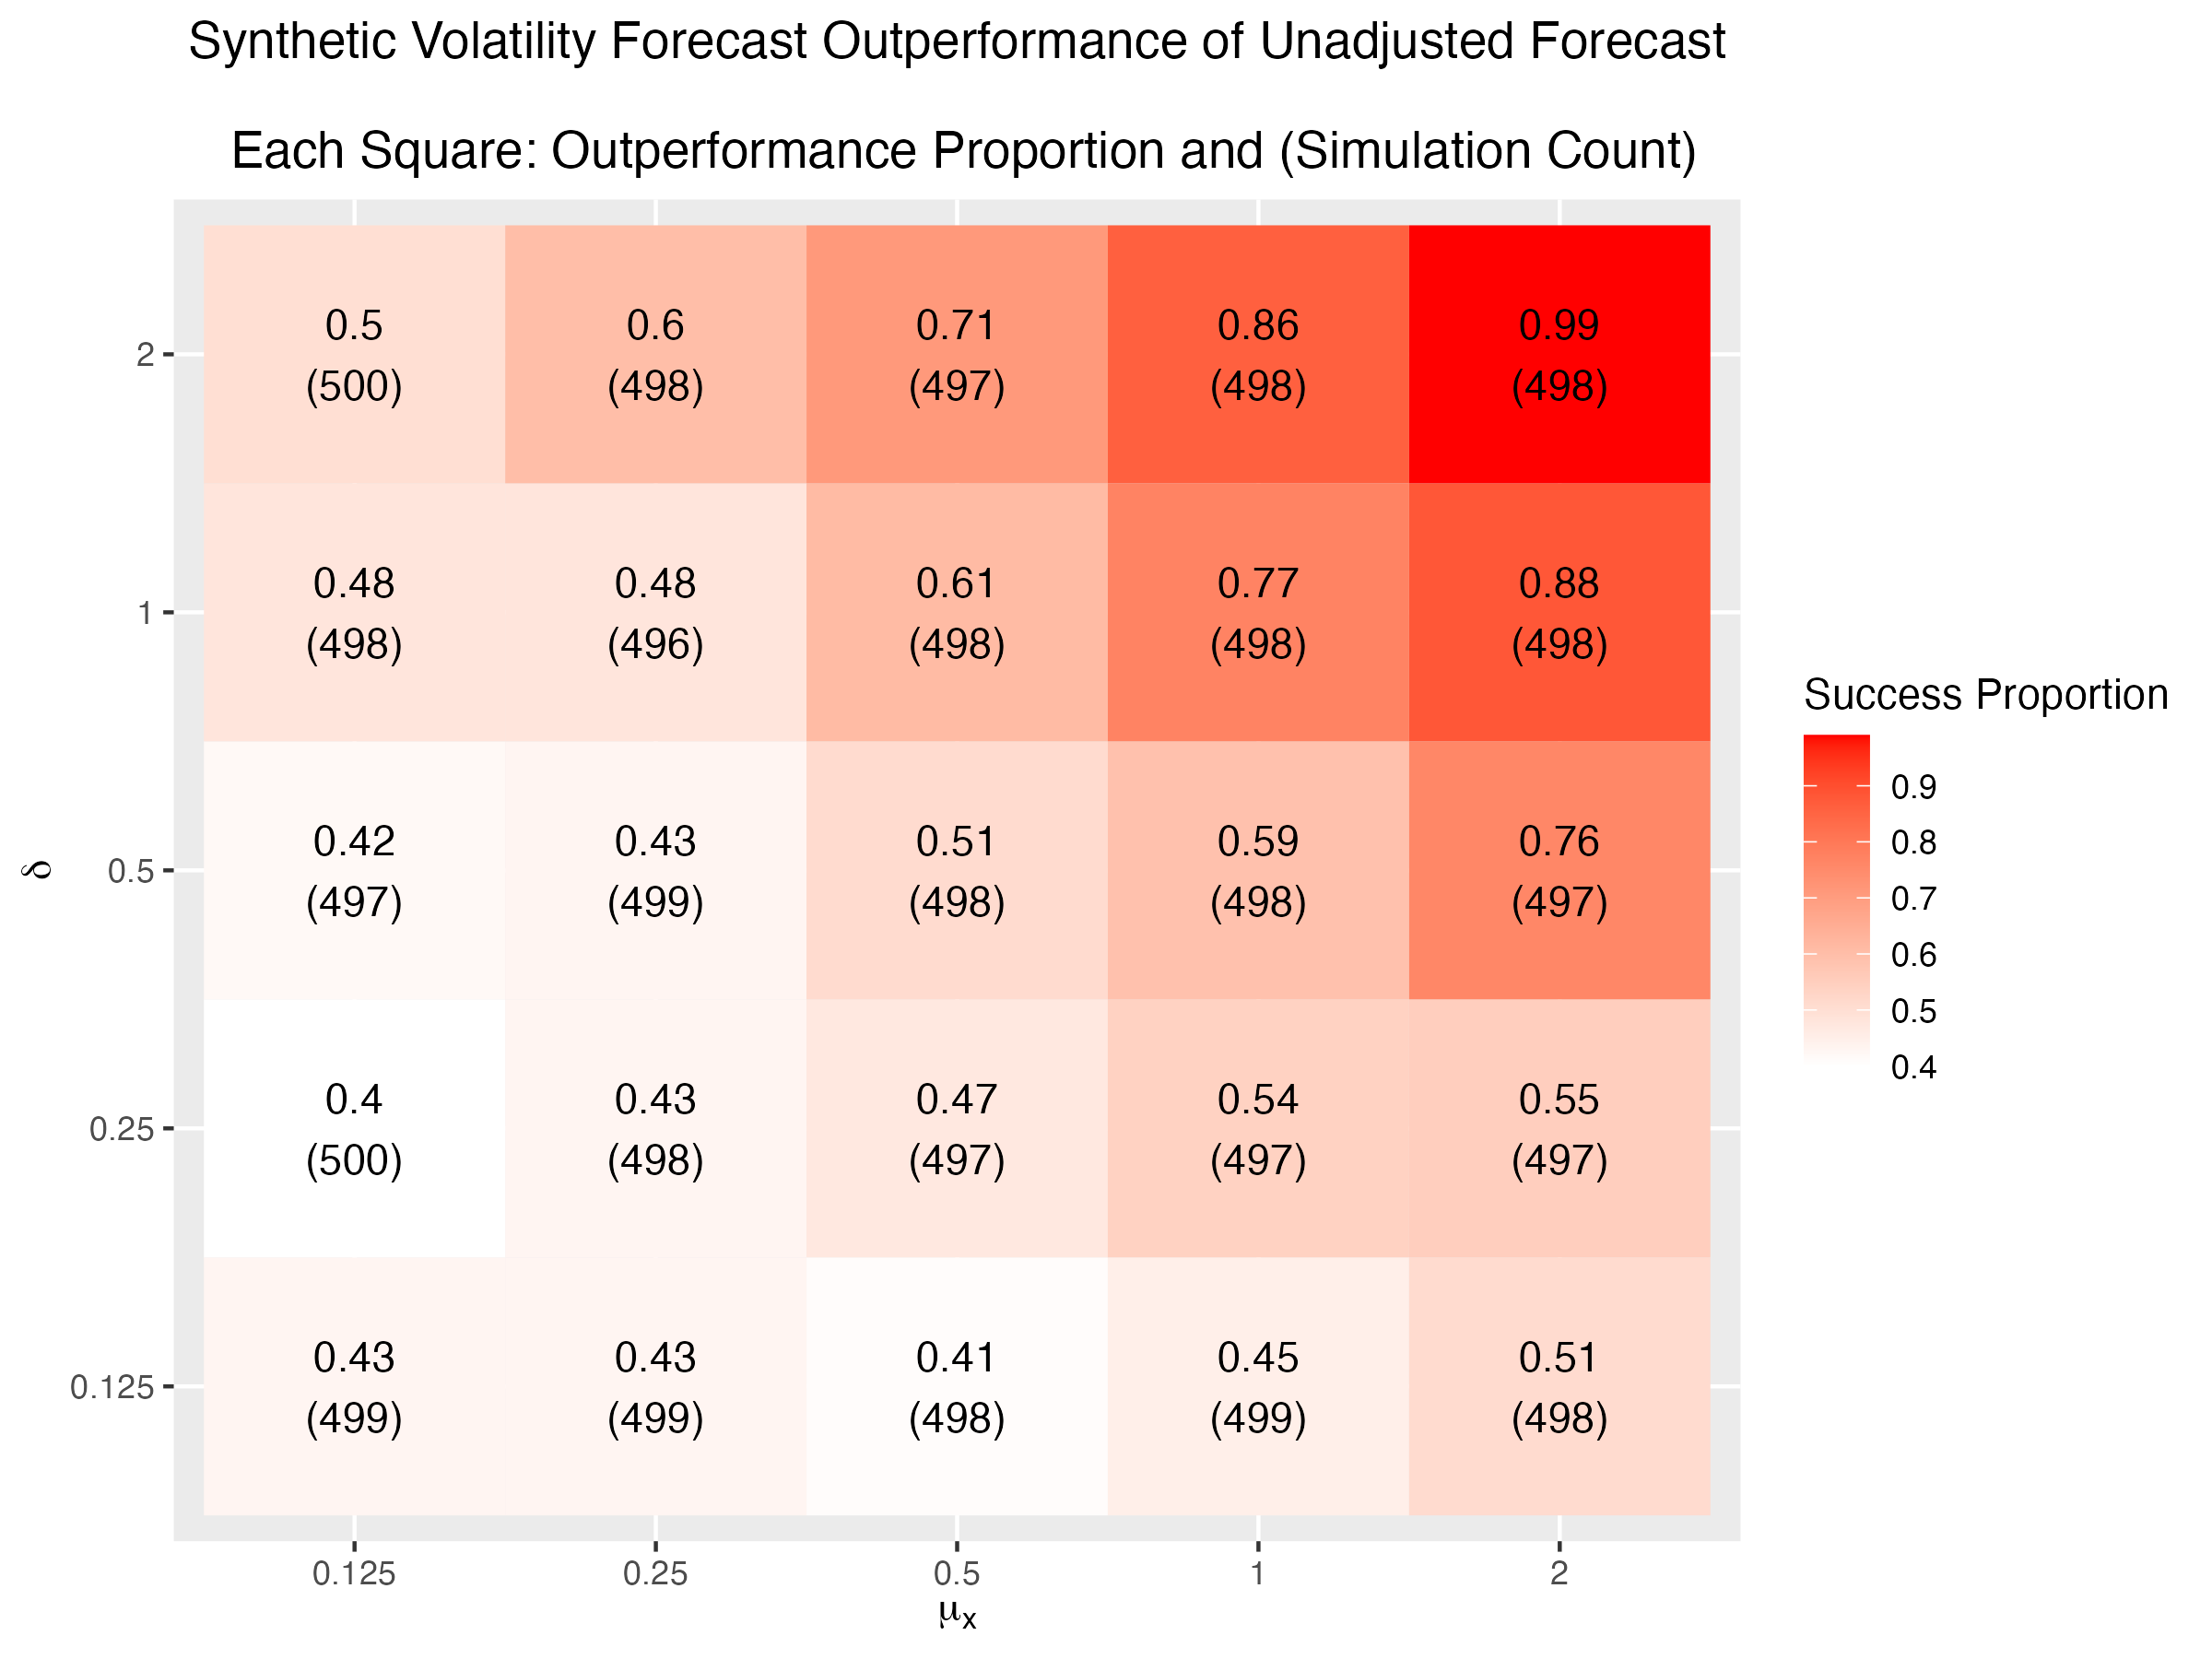 Synthetic Volatility Forecast Outperformance of Unadjusted Forecast
Each Square: Outperformance Proportion and (Simulation Count)
δ
2
0.5 0.6 0.71 0.86 0.99
(500) (498) (497) (498) (498)
1
0.48 0.48 0.61 0.77 0.88
(498) (496) (498) (498) (498)
0.5
0.42 0.43 0.51 0.59 0.76
(497) (499) (498) (498) (497)
0.25
0.4 0.43 0.47 0.54 0.55
(500) (498) (497) (497) (497)
0.125
0.43 0.43 0.41 0.45 0.51
(499) (499) (498) (499) (498)
0.125 0.25 0.5 1 2
μx
Success Proportion
0.9
0.8
0.7
0.6
0.5
0.4